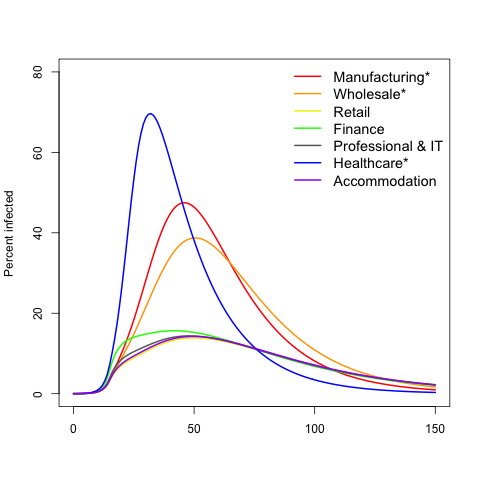 80
60
40
20
0
Percent infected
0 50 100 150
Manufacturing*
Wholesale*
Retail
Finance
Professional & IT
Healthcare*
Accommodation